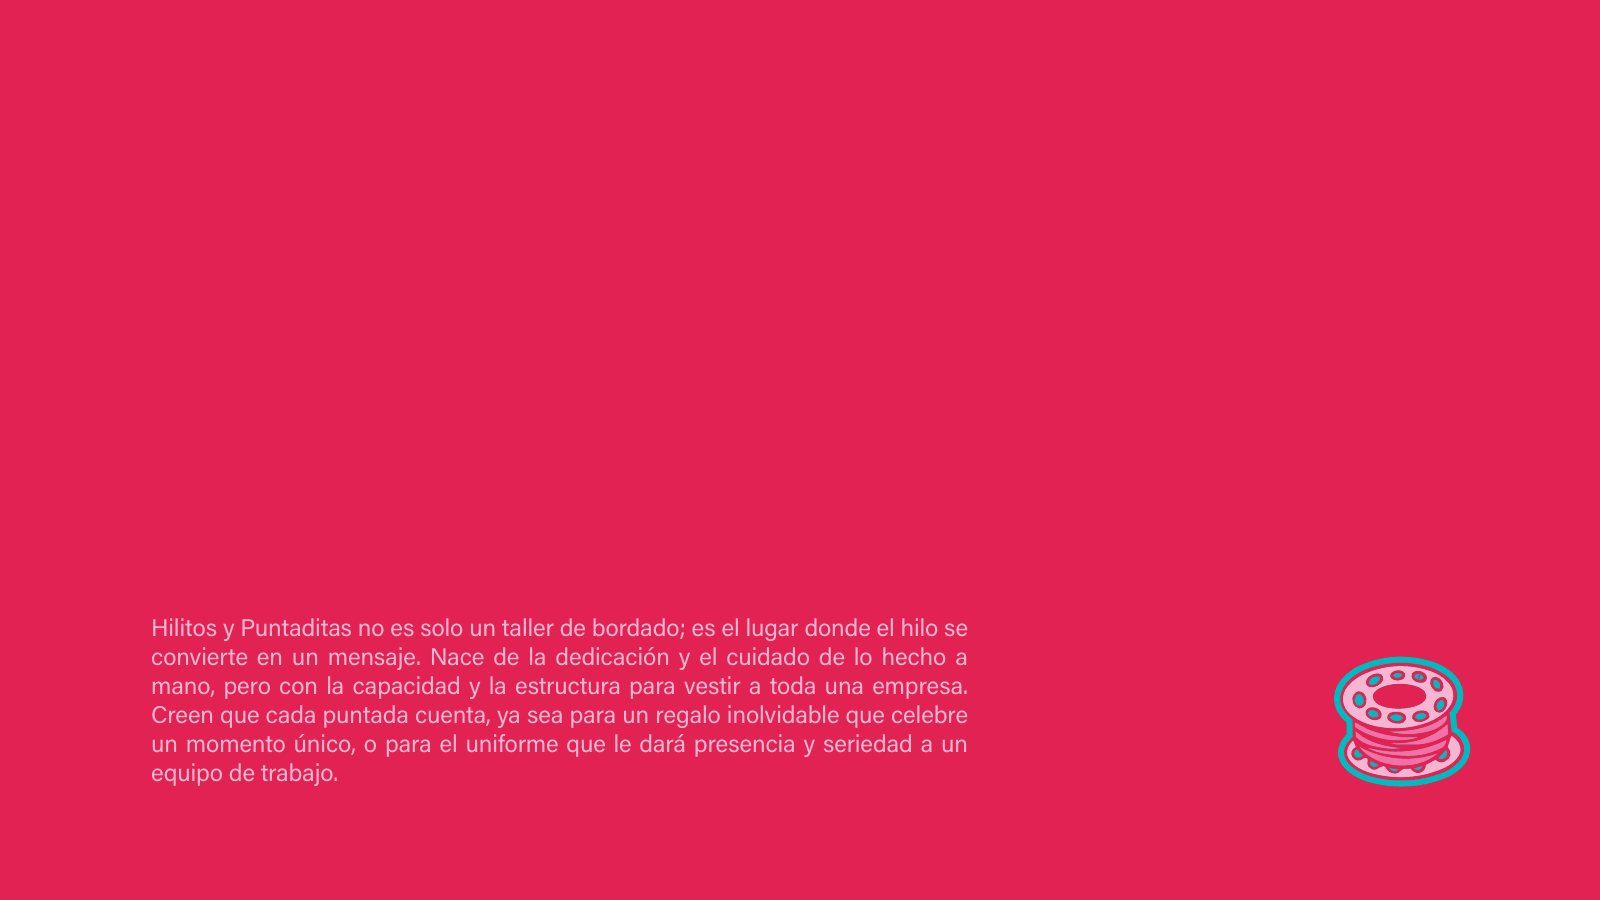 Hilitos y Puntaditas no es solo un taller de bordado; es el lugar donde el hilo se
convierte en un mensaje. Nace de la dedicación y el cuidado de lo hecho a
mano, pero con la capacidad y la estructura para vestir a toda una empresa.
Creen que cada puntada cuenta, ya sea para un regalo inolvidable que celebre
un momento único, o para el uniforme que le dará presencia y seriedad a un
equipo de trabajo.